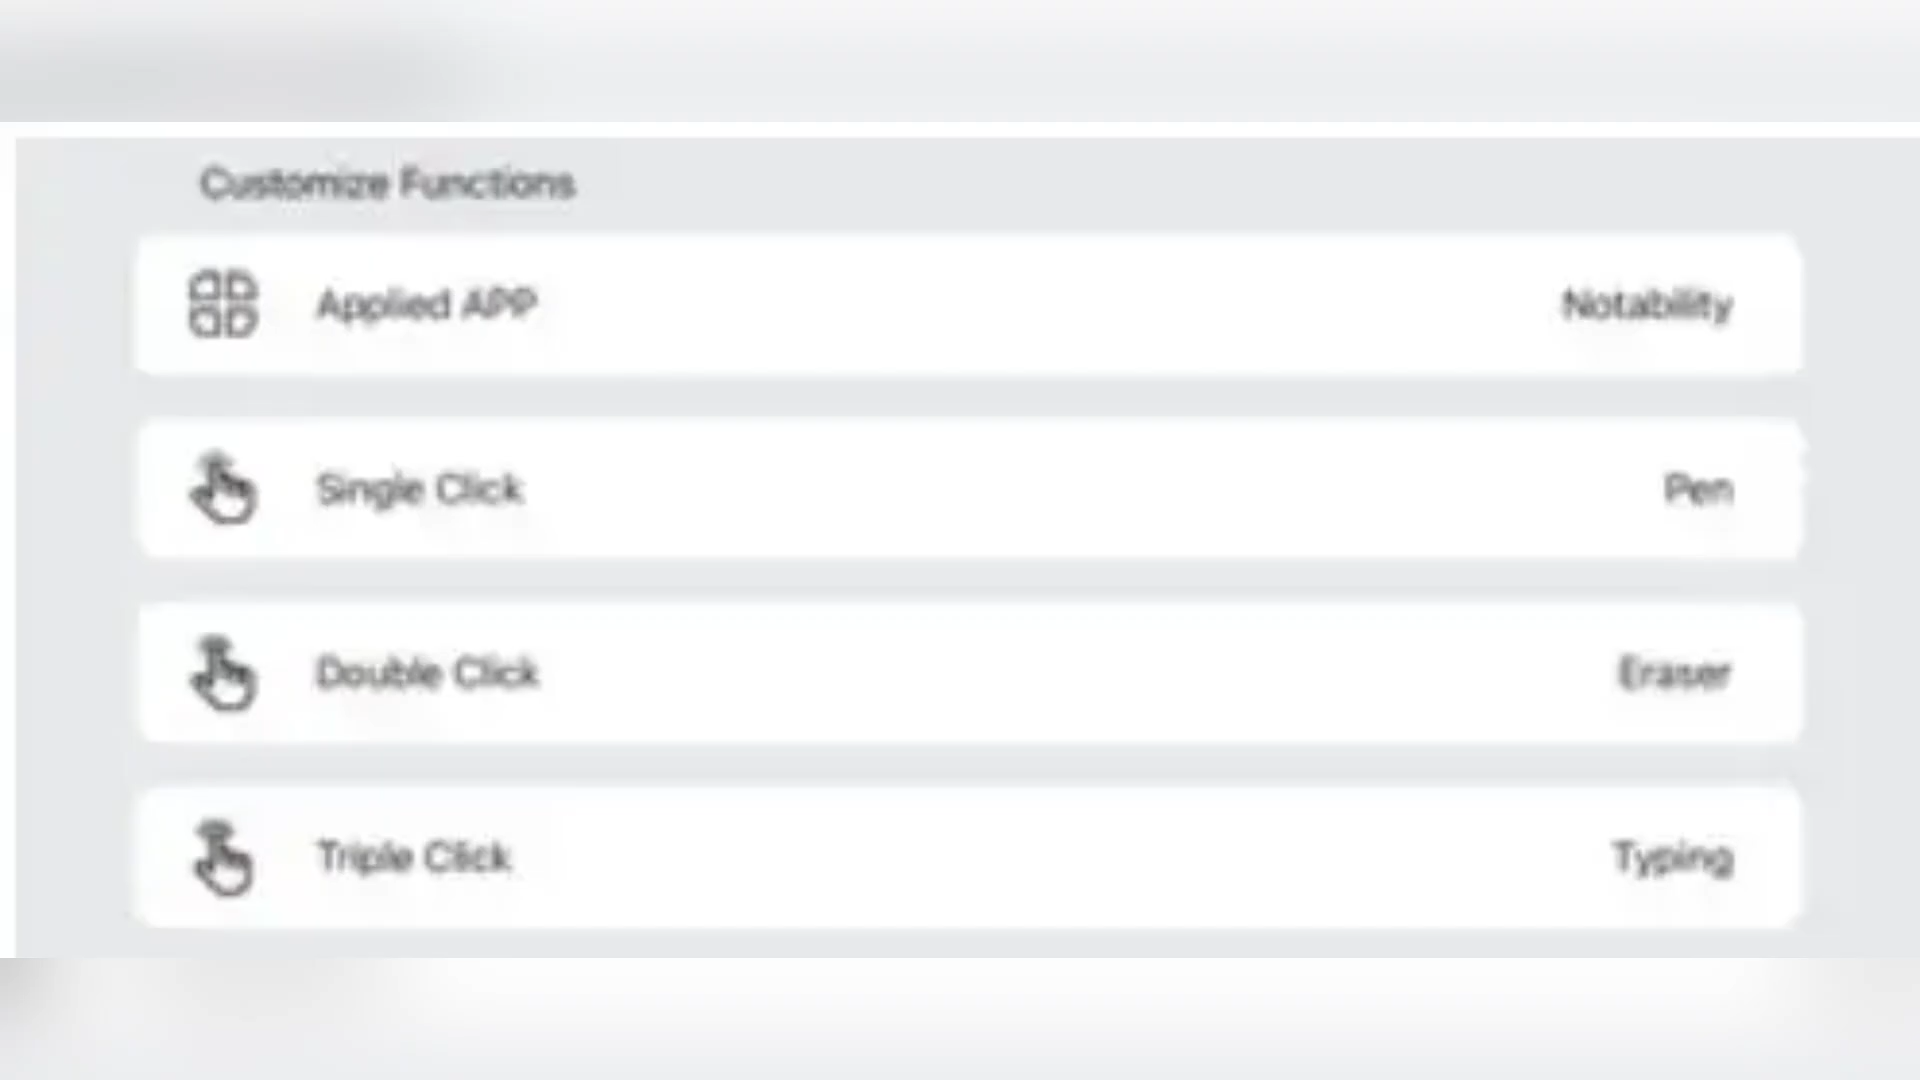 Customize Functions
Applied APP Notability
Single Click Pen
Double Click Eraser
Triple Click Typing